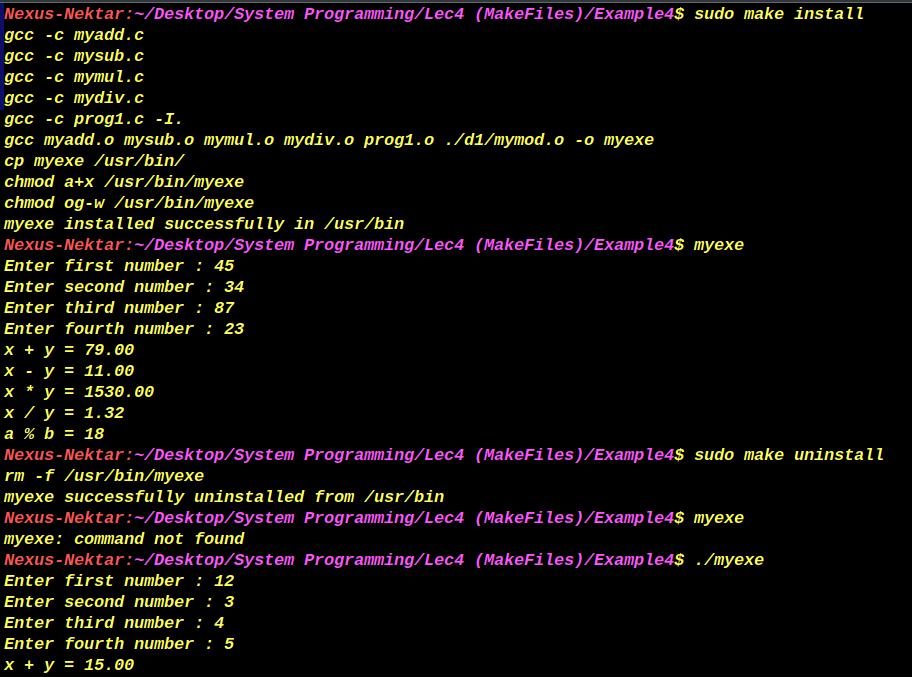 Nexus-Nektar:~/Desktop/System Programming/Lec4 (MakeFiles)/Example4$ sudo make install
gcc -c myadd.c
gcc -c mysub.c
gcc -c mymul.c
gcc -c mydiv.c
gcc -c prog1.c -I.
gcc myadd.o mysub.o mymul.o mydiv.o prog1.o ./d1/mymod.o -o myexe
cp myexe /usr/bin/
chmod a+x /usr/bin/myexe
chmod og-w /usr/bin/myexe
myexe installed successfully in /usr/bin
Nexus-Nektar:~/Desktop/System Programming/Lec4 (MakeFiles)/Example4$ myexe
Enter first number : 45
Enter second number : 34
Enter third number : 87
Enter fourth number : 23
x + y = 79.00
x - y = 11.00
x * y = 1530.00
x / y = 1.32
a % b = 18
Nexus-Nektar:~/Desktop/System Programming/Lec4 (MakeFiles)/Example4$ sudo make uninstall
rm -f /usr/bin/myexe
myexe successfully uninstalled from /usr/bin
Nexus-Nektar:~/Desktop/System Programming/Lec4 (MakeFiles)/Example4$ myexe
myexe: command not found
Nexus-Nektar:~/Desktop/System Programming/Lec4 (MakeFiles)/Example4$ ./myexe
Enter first number : 12
Enter second number : 3
Enter third number : 4
Enter fourth number : 5
x + y = 15.00